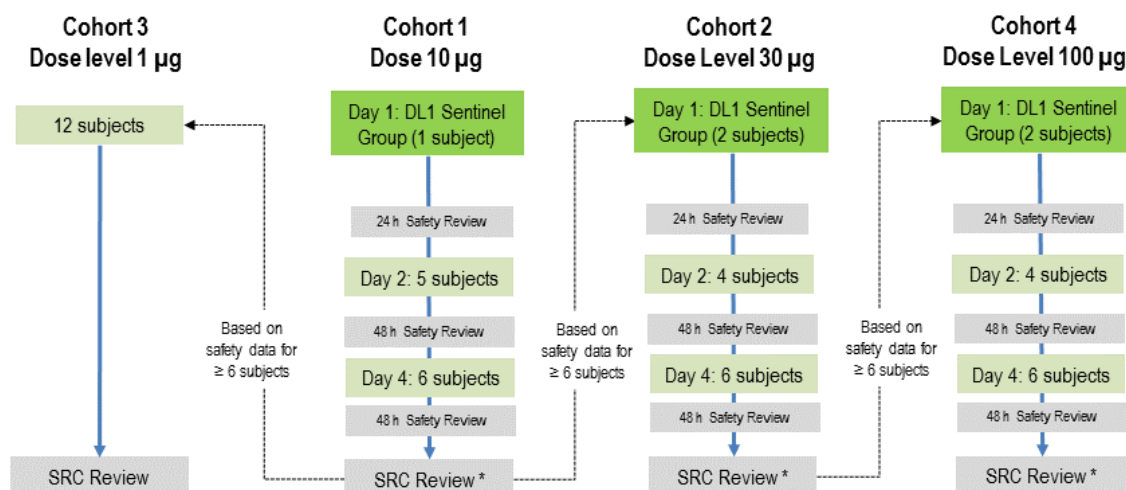 Cohort 3
Dose level 1 µg
12 subjects
SRC Review
Based on
safety data for
≥ 6 subjects
Cohort 1
Dose 10 µg
Day 1: DL1 Sentinel
Group (1 subject)
24 h Safety Review
Day 2: 5 subjects
48 h Safety Review
Day 4: 6 subjects
48 h Safety Review
SRC Review *
Based on
safety data for
≥ 6 subjects
Cohort 2
Dose Level 30 µg
Day 1: DL1 Sentinel
Group (2 subjects)
24 h Safety Review
Day 2: 4 subjects
48 h Safety Review
Day 4: 6 subjects
48 h Safety Review
SRC Review *
Based on
safety data for
≥ 6 subjects
Cohort 4
Dose Level 100 µg
Day 1: DL1 Sentinel
Group (2 subjects)
24 h Safety Review
Day 2: 4 subjects
48 h Safety Review
Day 4: 6 subjects
48 h Safety Review
SRC Review *